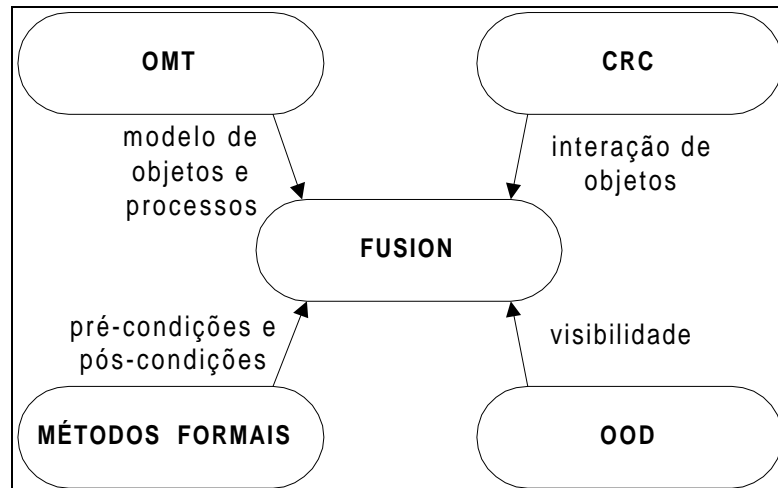 OMT
CRC
modelo de
objetos e
processos
interação de
objetos
FUSION
pré-condições e
pós-condições
visibilidade
MÉTODOS FORMAIS
OOD